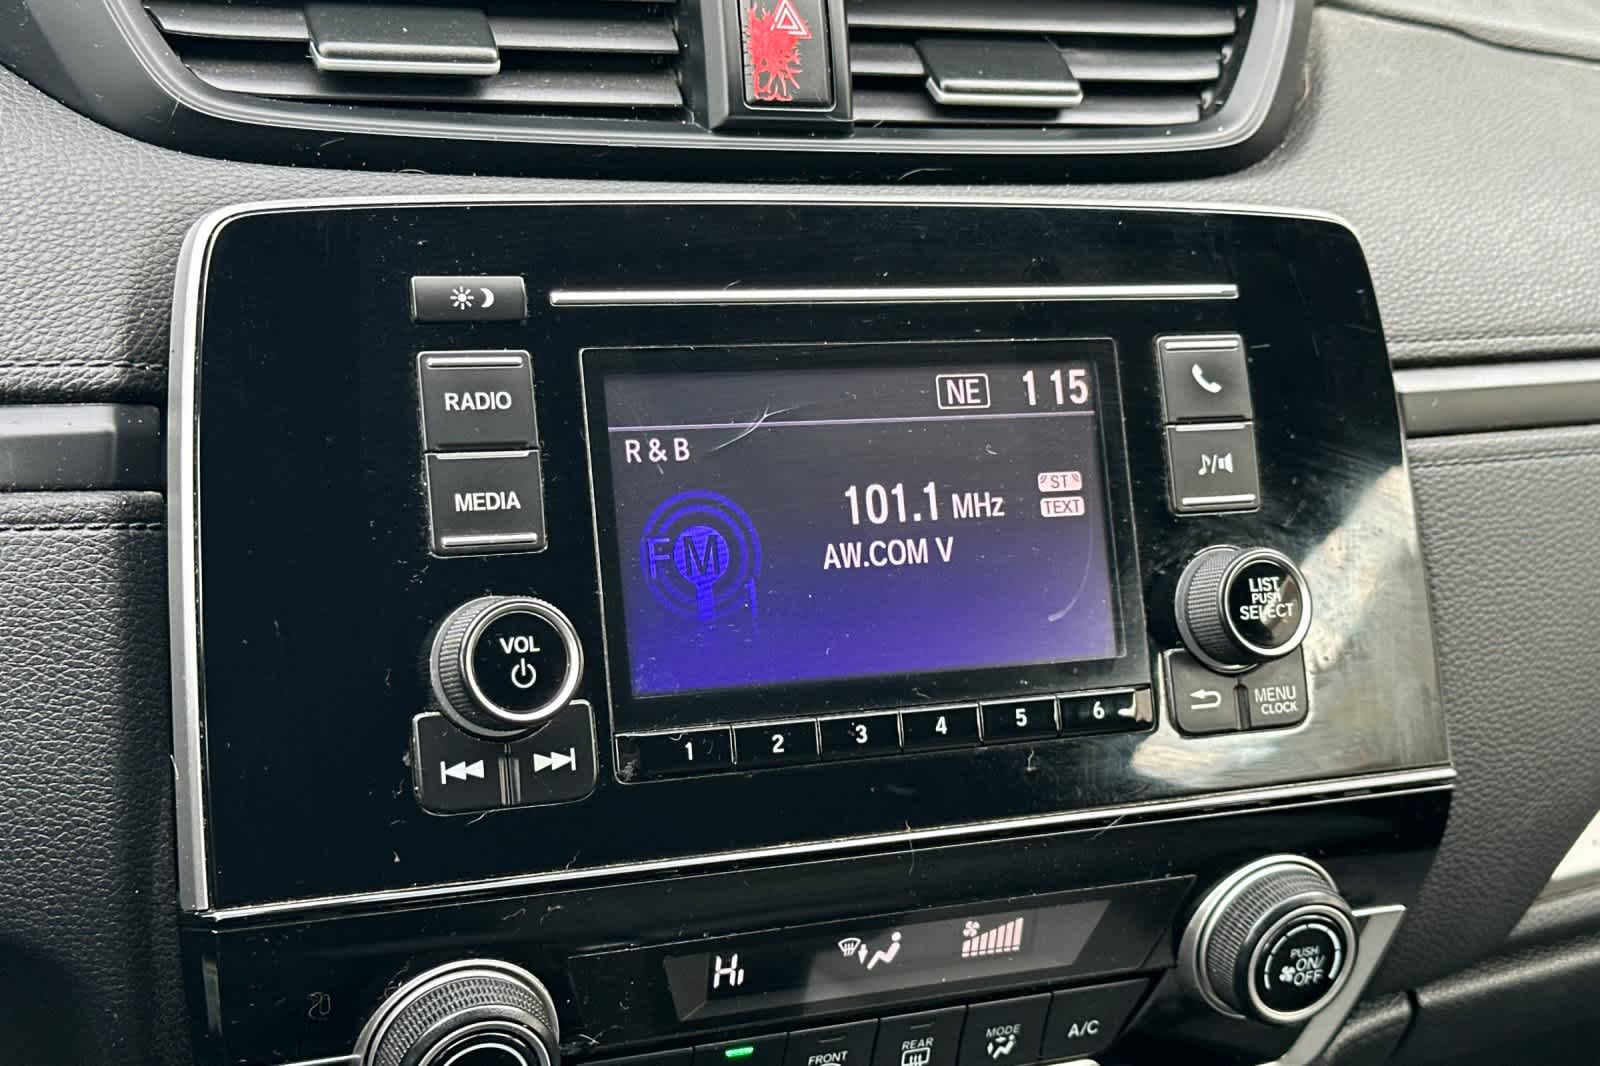 RADIO
MEDIA
VOL
NE 1 15
R & B
101.1 MHz
ST
TEXT
FM
1
AW.COM V
LIST
PUSH
SELECT
MENU
CLOCK
1 2 3 4 5 6
Hi
PUSH
ON/
OFF
FRONT
REAR
MODE
A/C